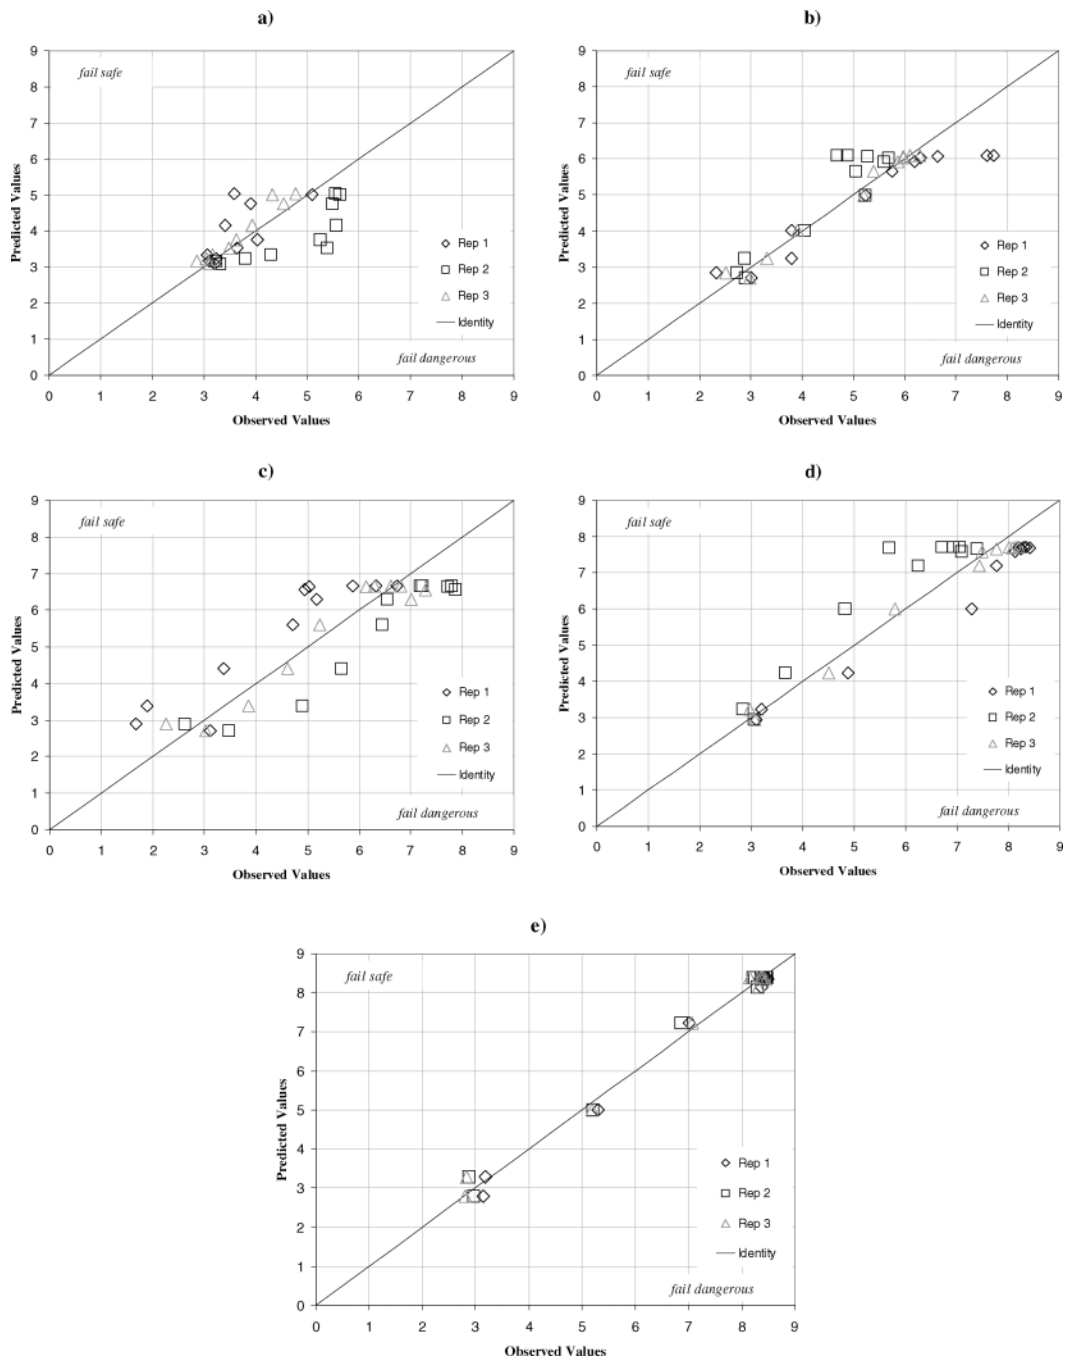 a)
9
8
7
6
5
4
3
2
1
0
Predicted Values
fail safe
Rep 1
Rep 2
Rep 3
Identity
fail dangerous
0 1 2 3 4 5 6 7 8 9
Observed Values
b)
9
8
7
6
5
4
3
2
1
0
Predicted Values
fail safe
Rep 1
Rep 2
Rep 3
Identity
fail dangerous
0 1 2 3 4 5 6 7 8 9
Observed Values
c)
9
8
7
6
5
4
3
2
1
0
Predicted Values
fail safe
Rep 1
Rep 2
Rep 3
Identity
fail dangerous
0 1 2 3 4 5 6 7 8 9
Observed Values
d)
9
8
7
6
5
4
3
2
1
0
Predicted Values
fail safe
Rep 1
Rep 2
Rep 3
Identity
fail dangerous
0 1 2 3 4 5 6 7 8 9
Observed Values
e)
9
8
7
6
5
4
3
2
1
0
Predicted Values
fail safe
Rep 1
Rep 2
Rep 3
Identity
fail dangerous
0 1 2 3 4 5 6 7 8 9
Observed Values